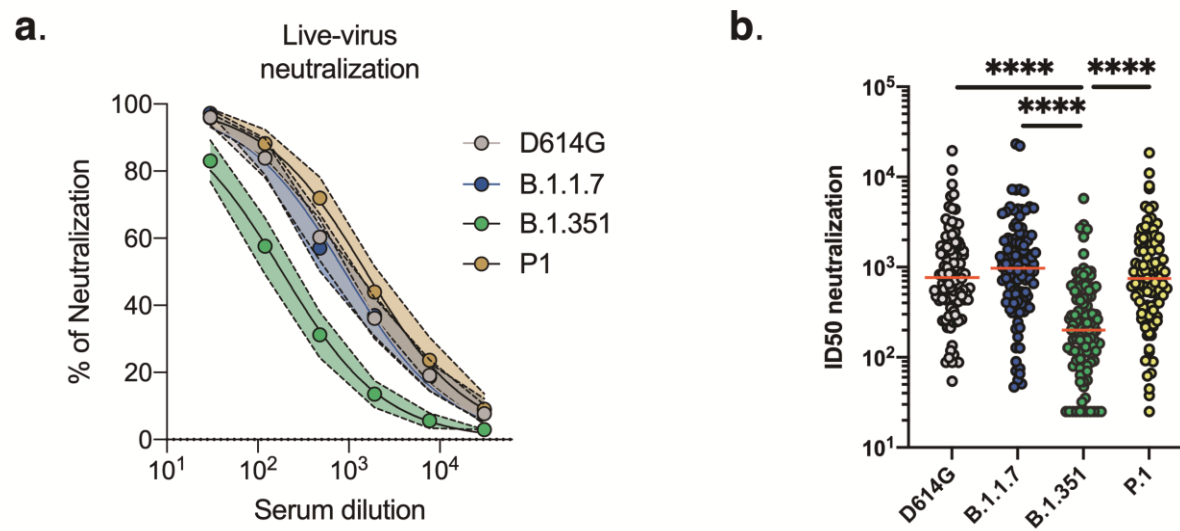 a.
Live-virus
neutralization
% of Neutralization
100
80
60
40
20
0
10¹
10²
10³
10⁴
Serum dilution
D614G
B.1.1.7
B.1.351
P1
b.
**** ****
****
ID50 neutralization
10⁵
10⁴
10³
10²
10¹
D614G
B.1.1.7
B.1.351
P.1